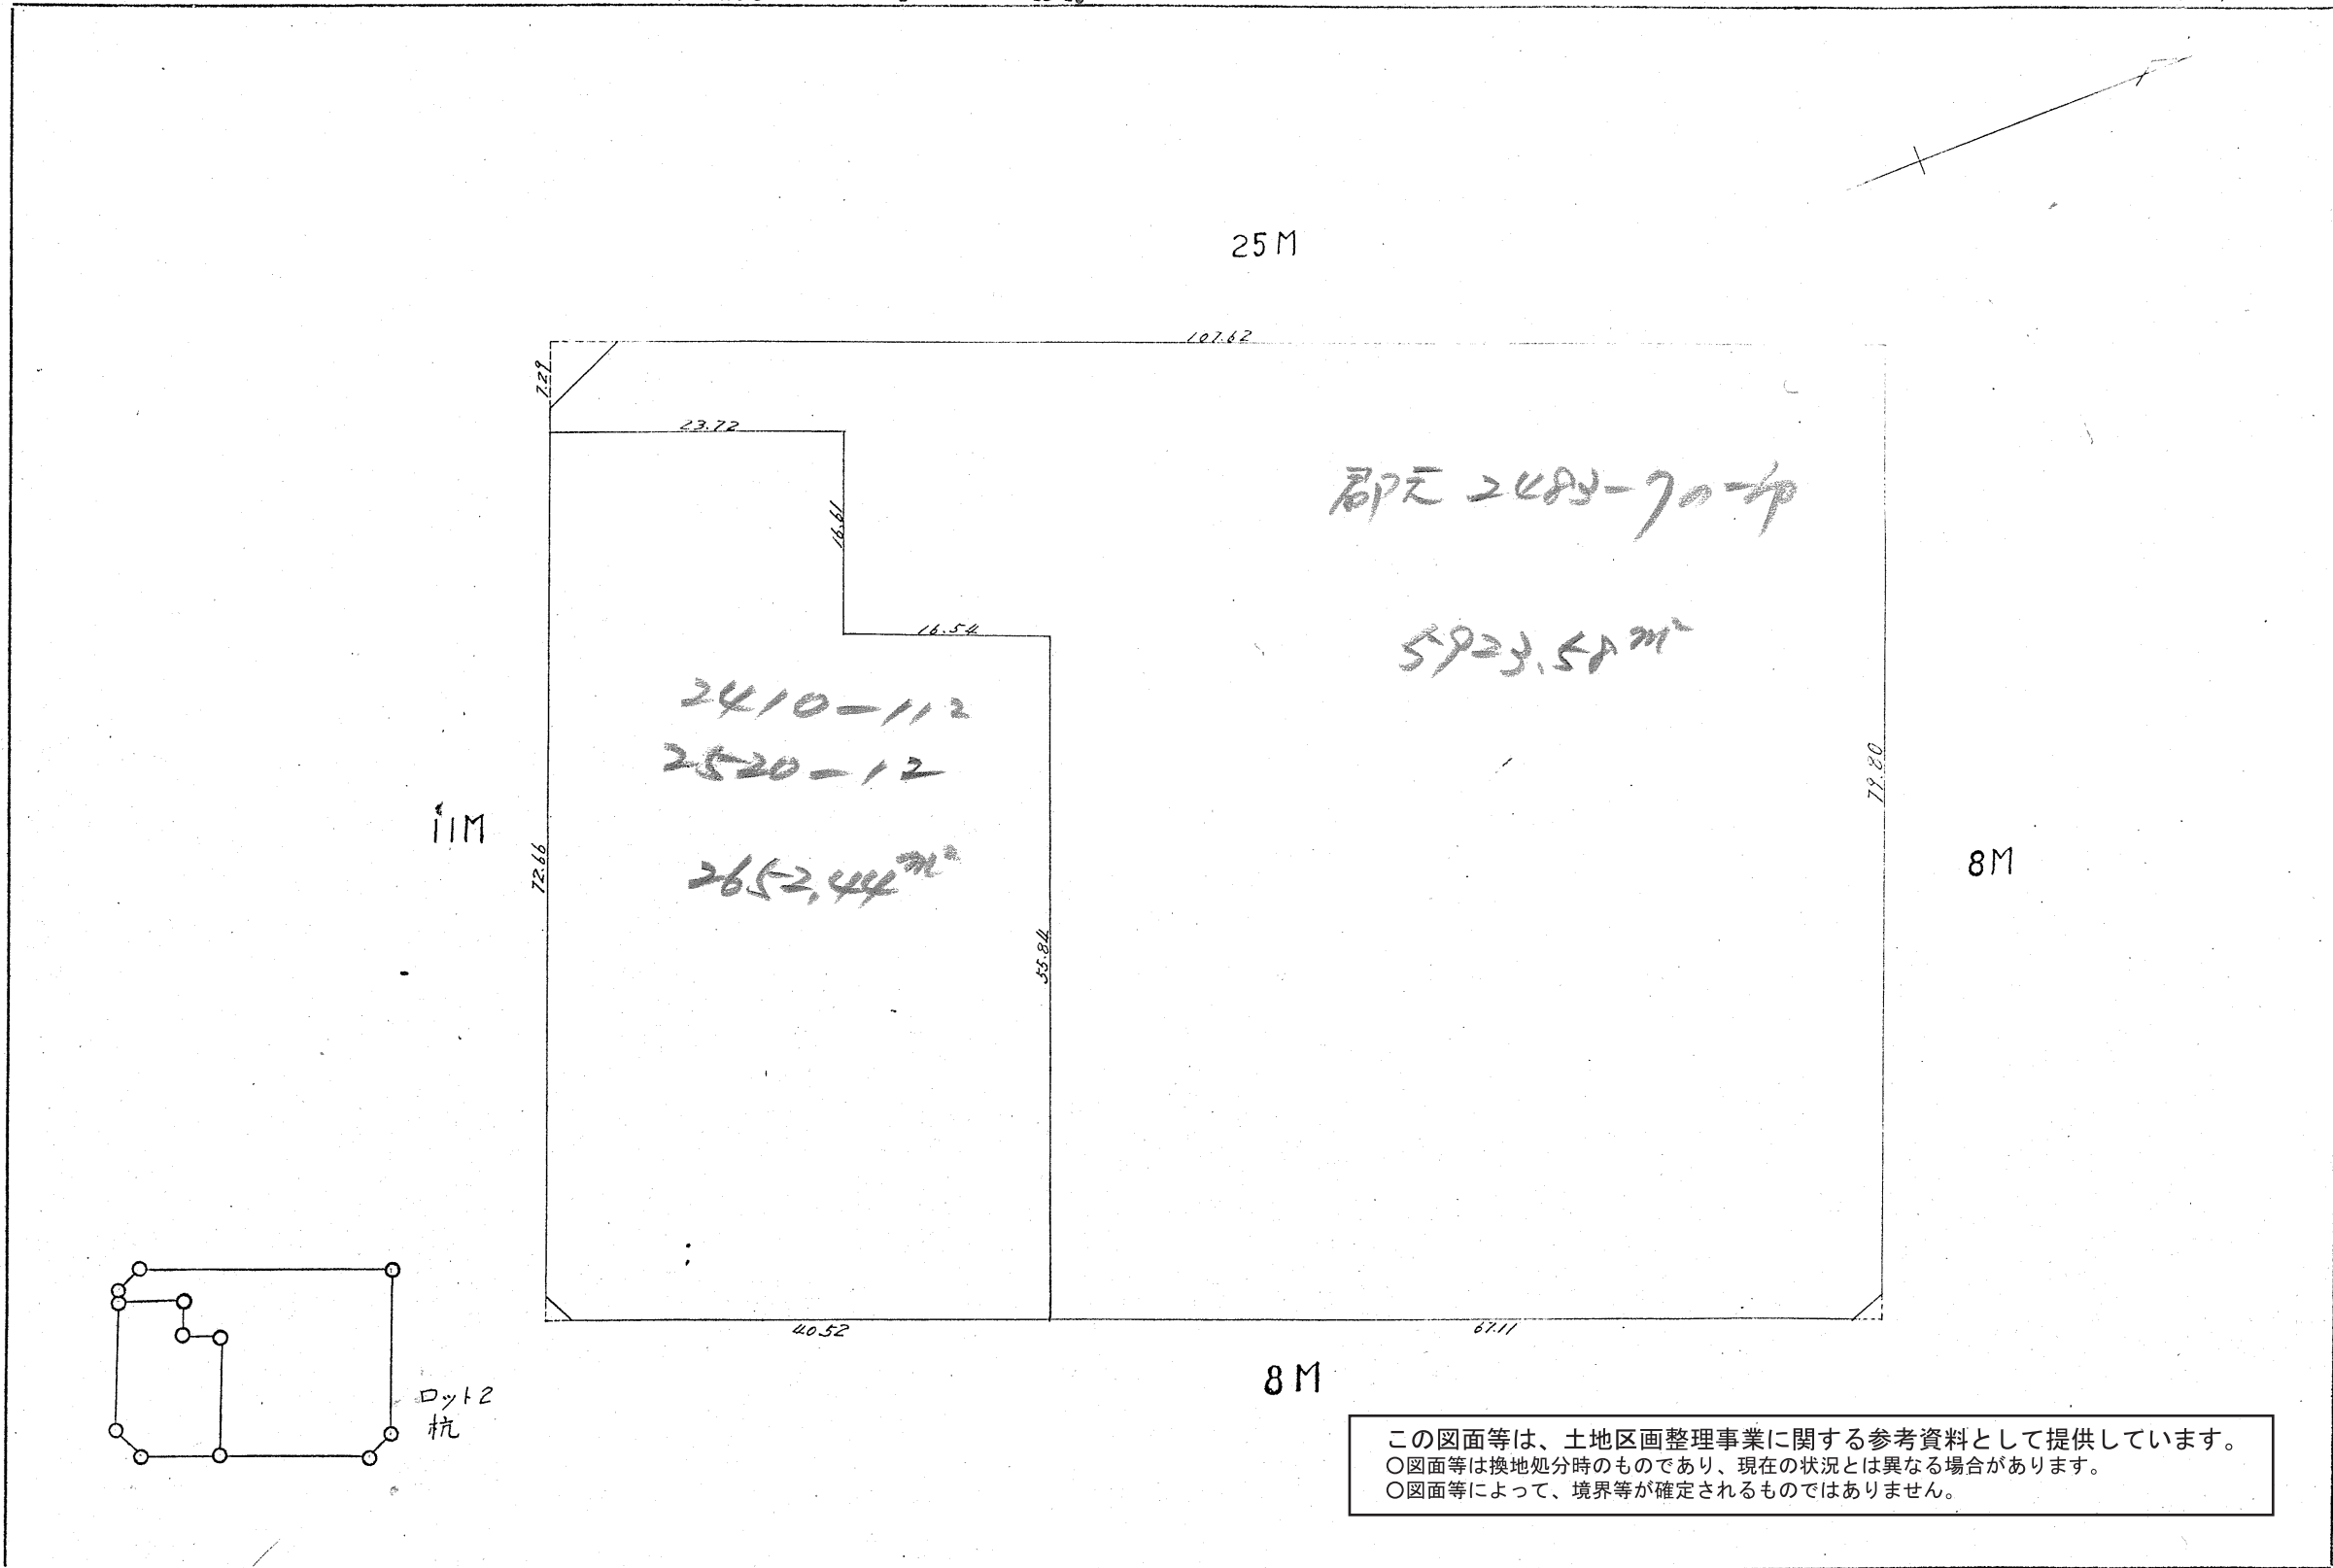 25M
107.62
7.29
23.72
16.61
16.54
郡元 2483-7の一部
5923.58m²
2410-112
2520-12
2652.44m²
11M
72.66
55.84
79.80
8M
40.52
67.11
8M
ロット2
杭
この図面等は、土地区画整理事業に関する参考資料として提供しています。
○図面等は換地処分時のものであり、現在の状況とは異なる場合があります。
○図面等によって、境界等が確定されるものではありません。